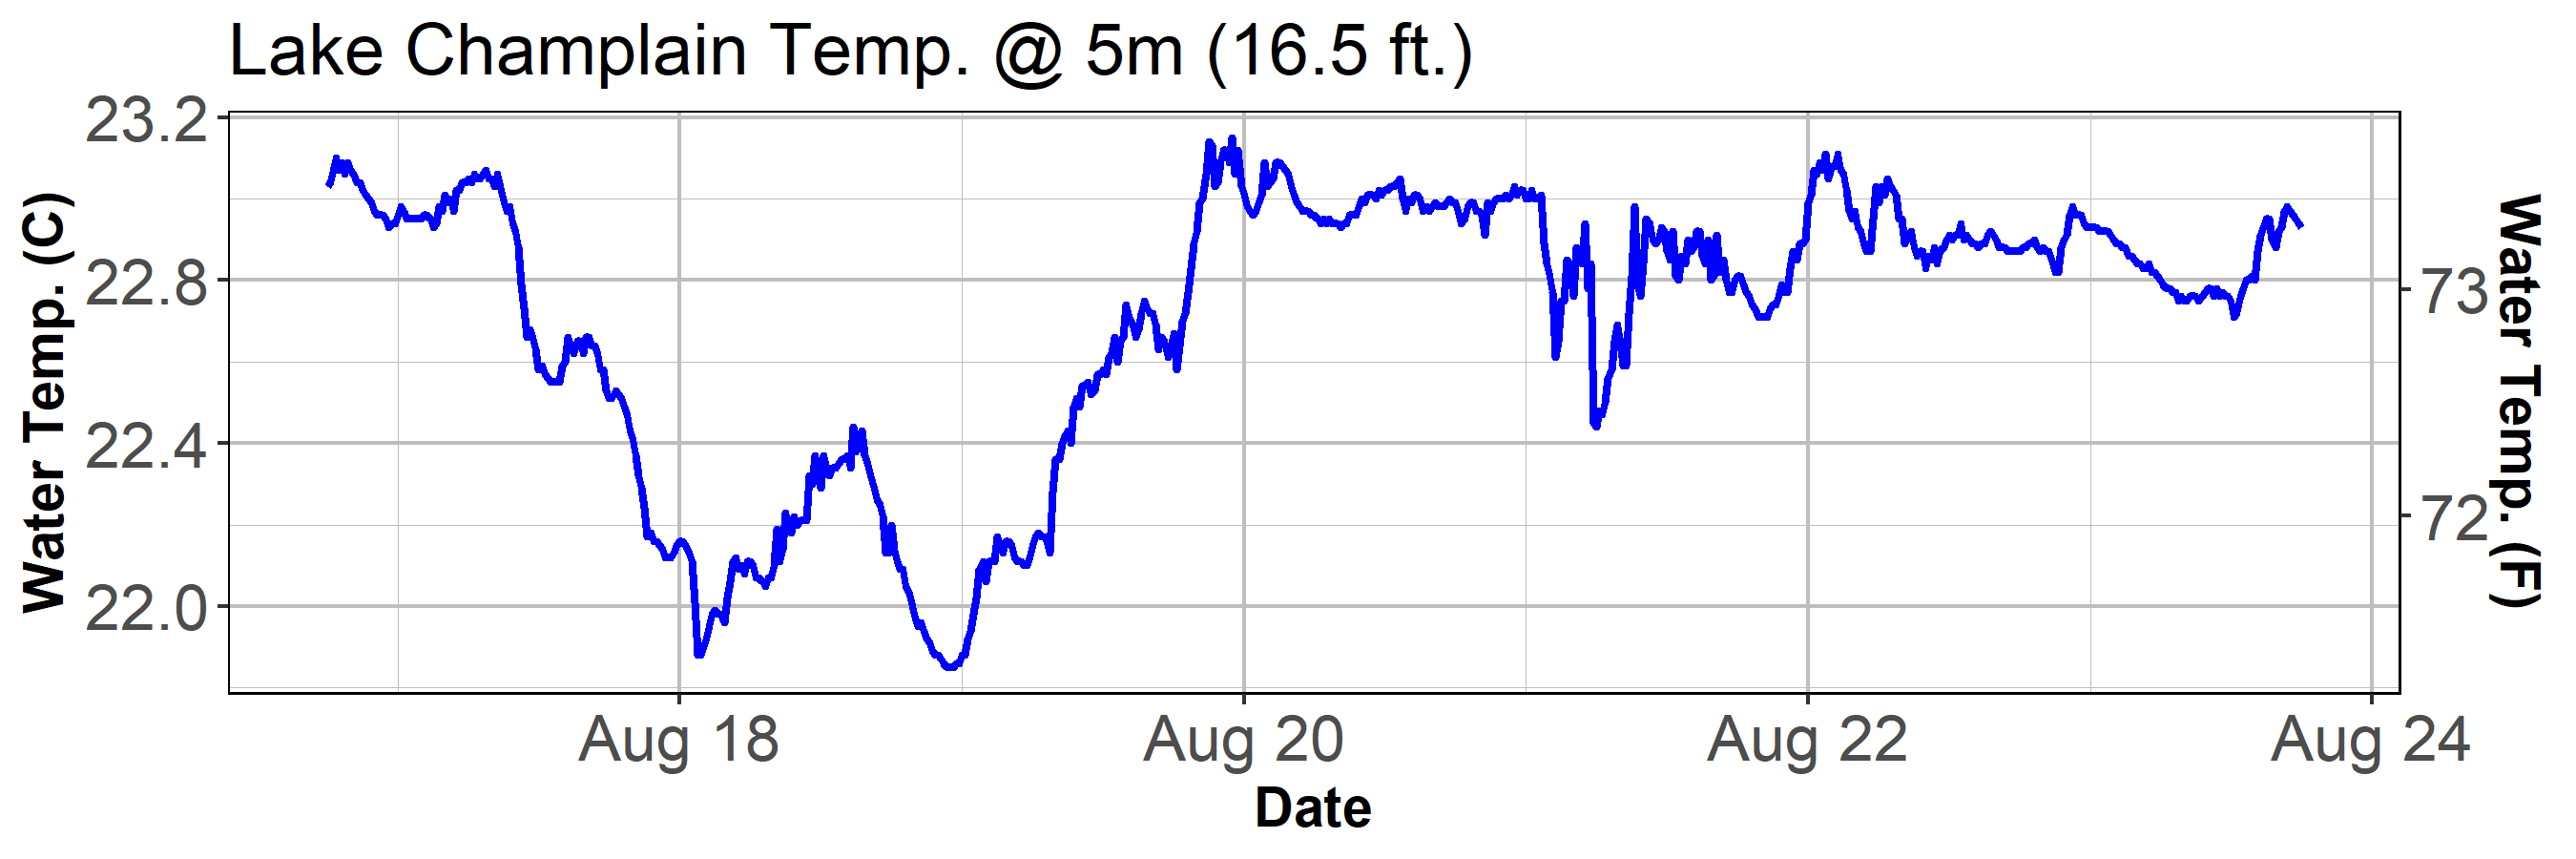 Lake Champlain Temp. @ 5m (16.5 ft.)
Water Temp. (C)
23.2
22.8
22.4
22.0
73
72
Water Temp. (F)
Aug 18 Aug 20 Aug 22 Aug 24
Date